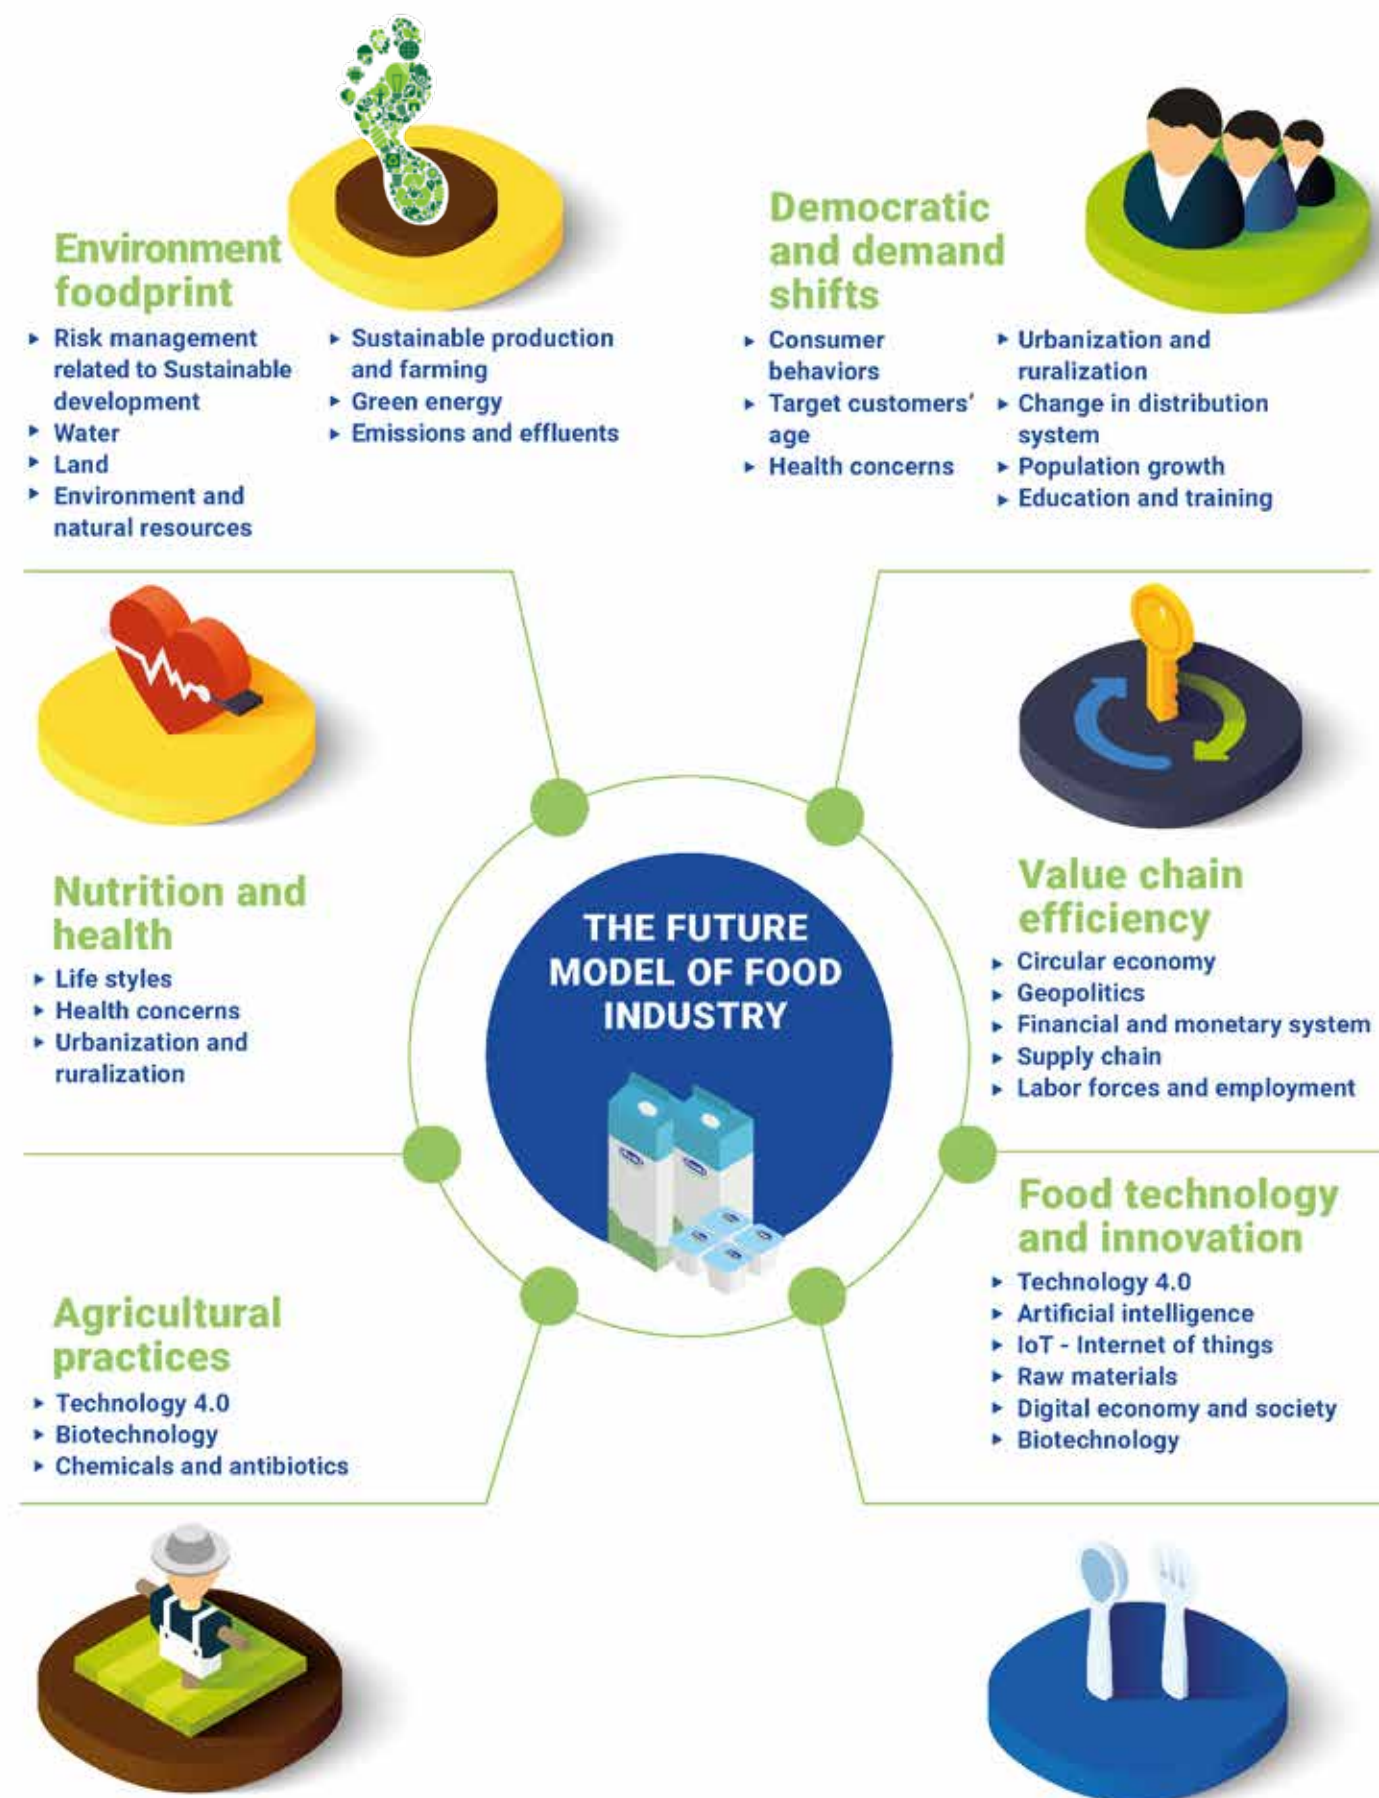 Environment
foodprint
▸ Risk management
related to Sustainable
development
▸ Water
▸ Land
▸ Environment and
natural resources
▸ Sustainable production
and farming
▸ Green energy
▸ Emissions and effluents
Democratic
and demand
shifts
▸ Consumer
behaviors
▸ Target customers’
age
▸ Health concerns
▸ Urbanization and
ruralization
▸ Change in distribution
system
▸ Population growth
▸ Education and training
Nutrition and
health
▸ Life styles
▸ Health concerns
▸ Urbanization and
ruralization
THE FUTURE
MODEL OF FOOD
INDUSTRY
Value chain
efficiency
▸ Circular economy
▸ Geopolitics
▸ Financial and monetary system
▸ Supply chain
▸ Labor forces and employment
Agricultural
practices
▸ Technology 4.0
▸ Biotechnology
▸ Chemicals and antibiotics
Food technology
and innovation
▸ Technology 4.0
▸ Artificial intelligence
▸ IoT - Internet of things
▸ Raw materials
▸ Digital economy and society
▸ Biotechnology